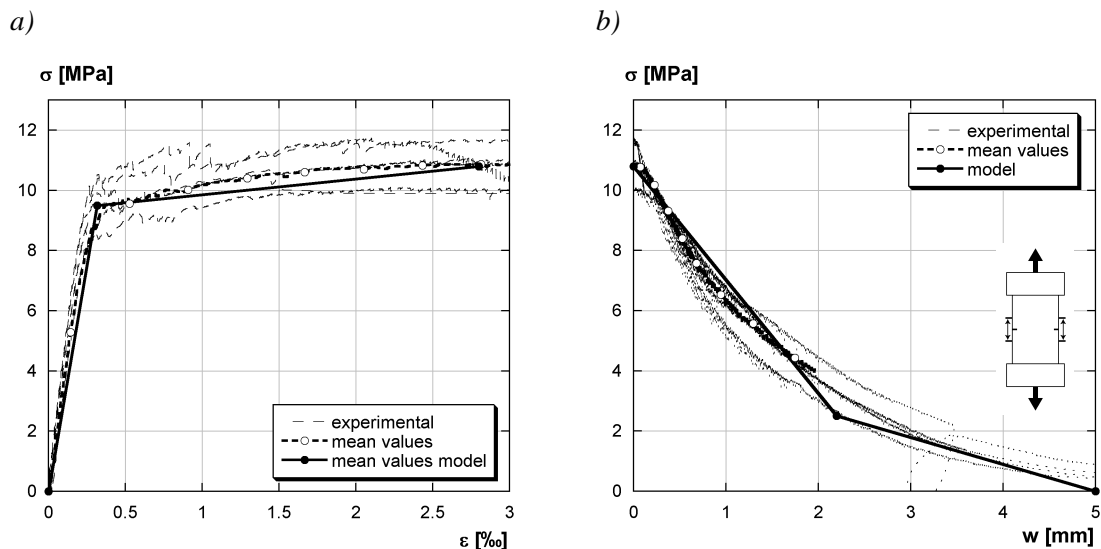 a)
σ [MPa]
12
10
8
6
4
2
0
0
0.5
1
1.5
2
2.5
3
ε [‰]
experimental
mean values
mean values model
b)
σ [MPa]
12
10
8
6
4
2
0
0
1
2
3
4
5
w [mm]
experimental
mean values
model